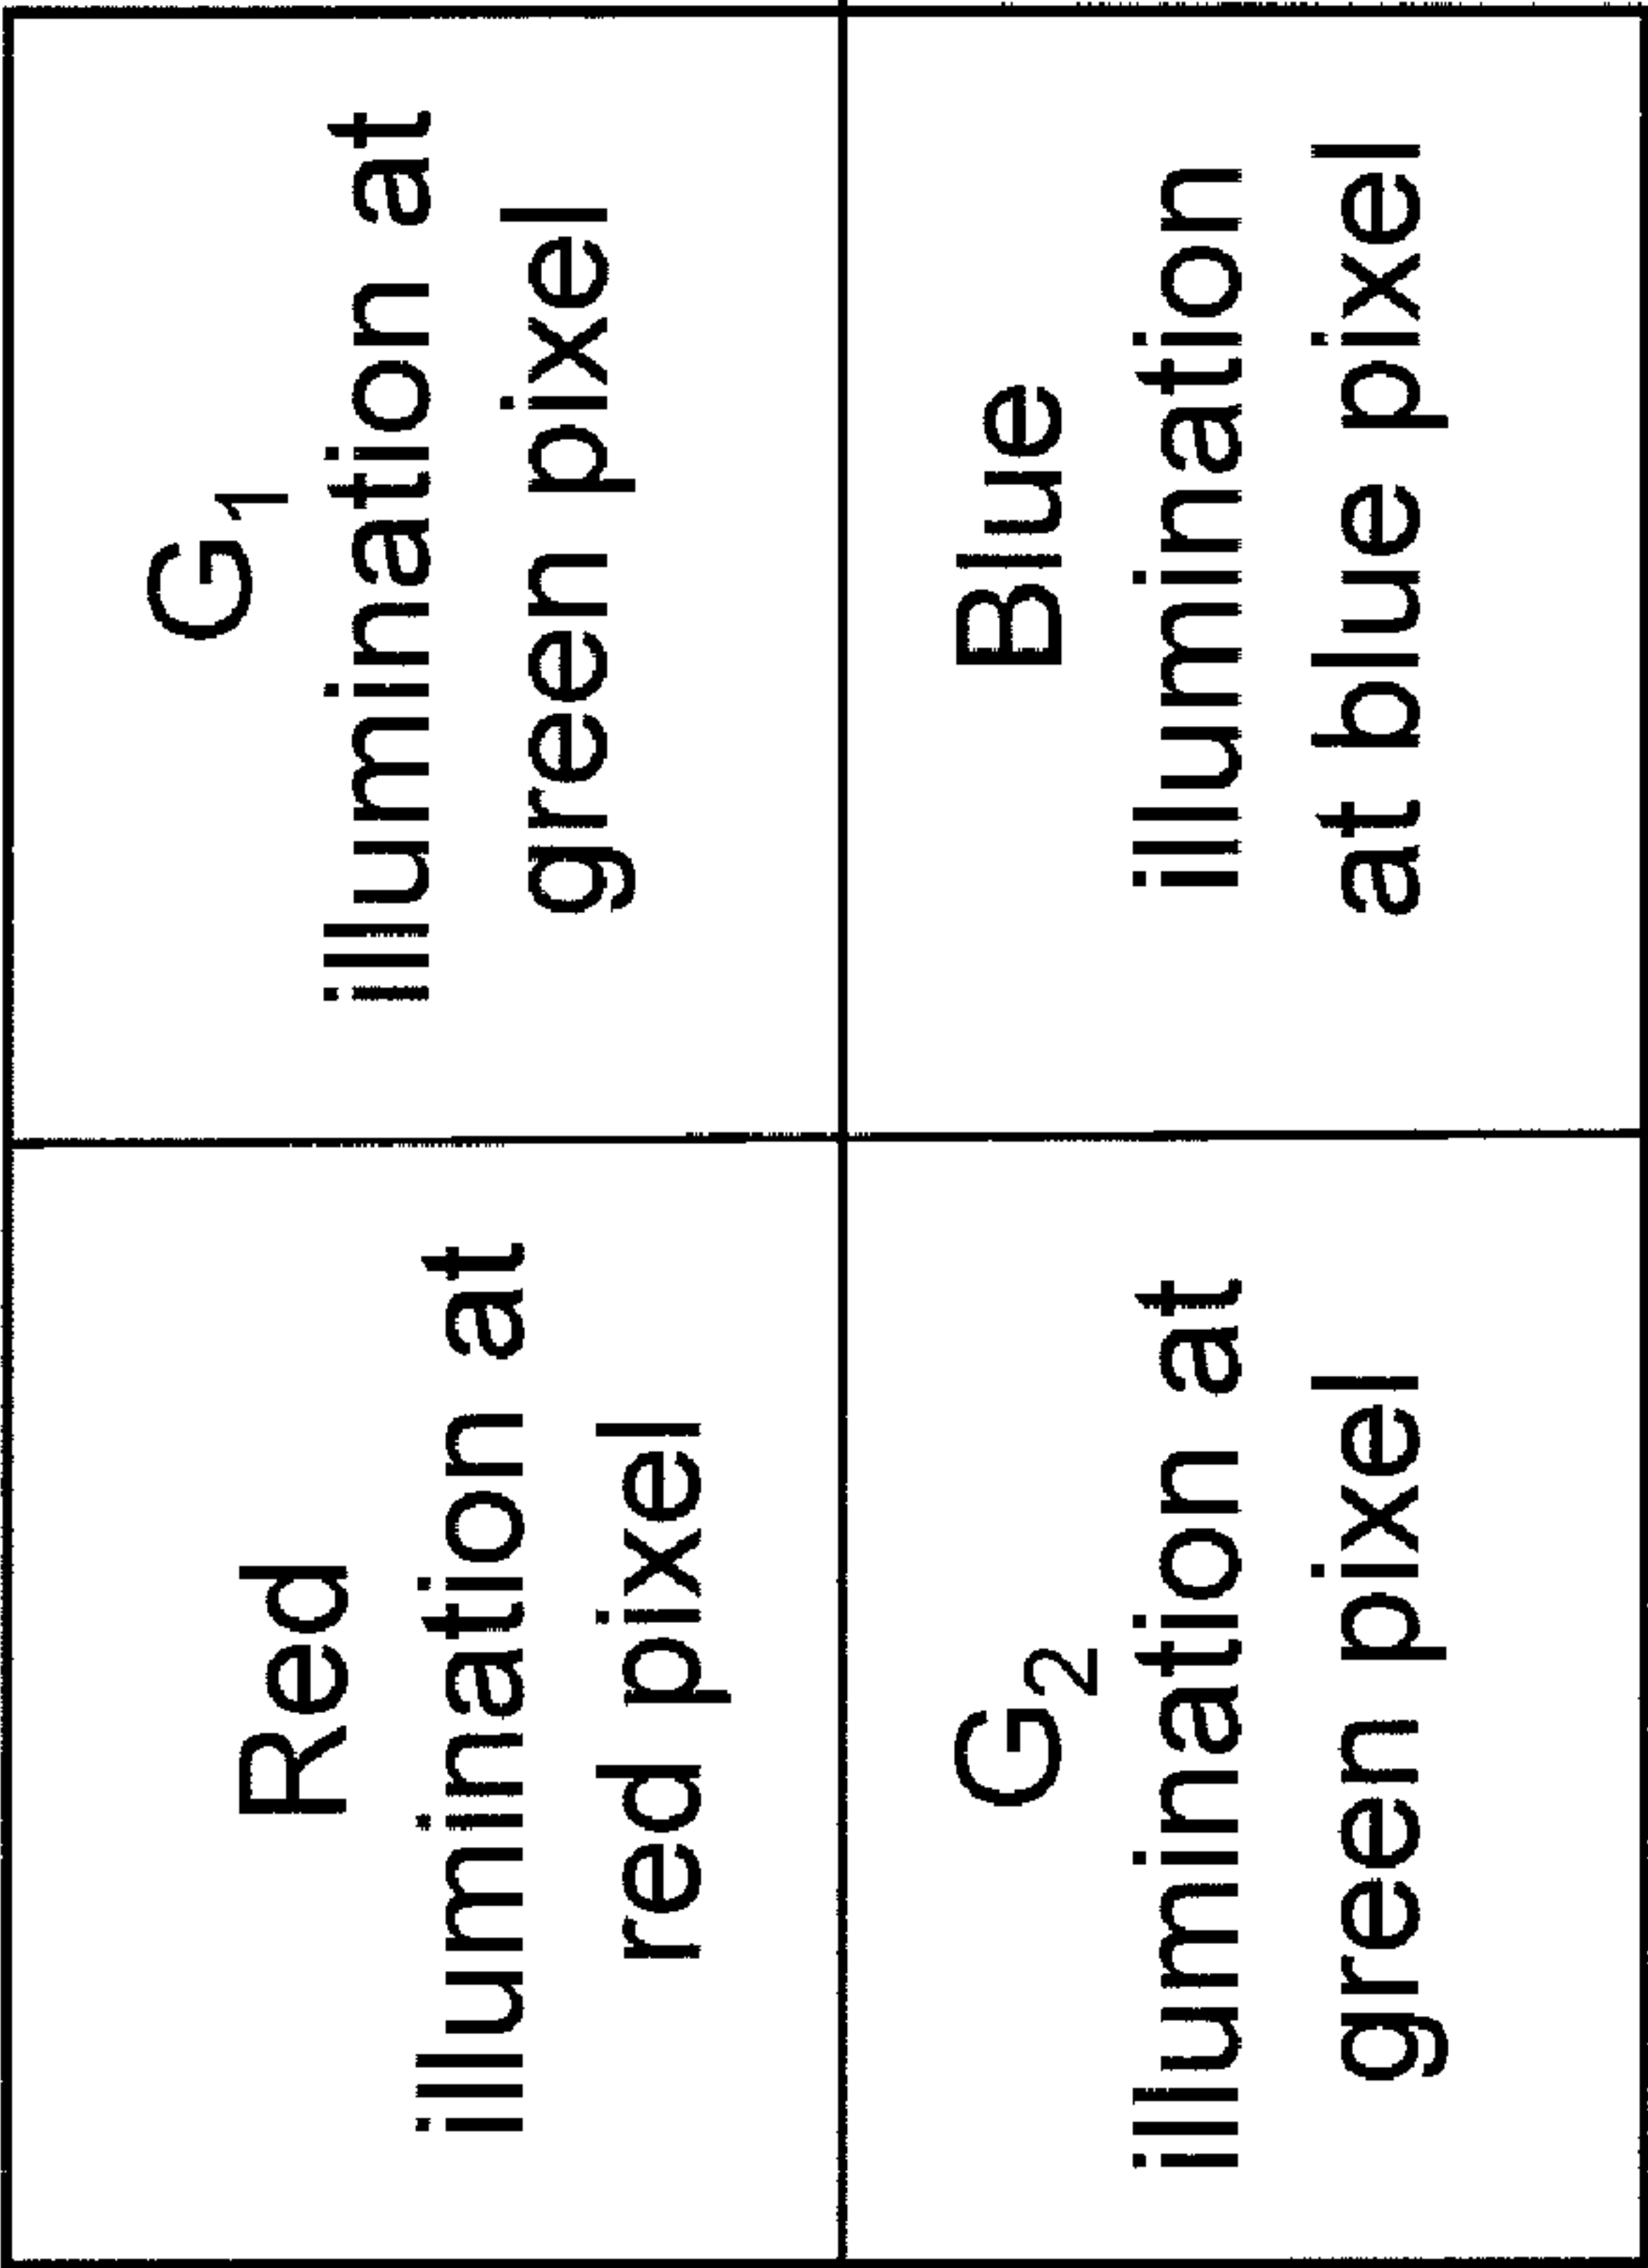 Red
illumination at
red pixel
G₁
illumination at
green pixel
G₂
illumination at
green pixel
Blue
illumination
at blue pixel